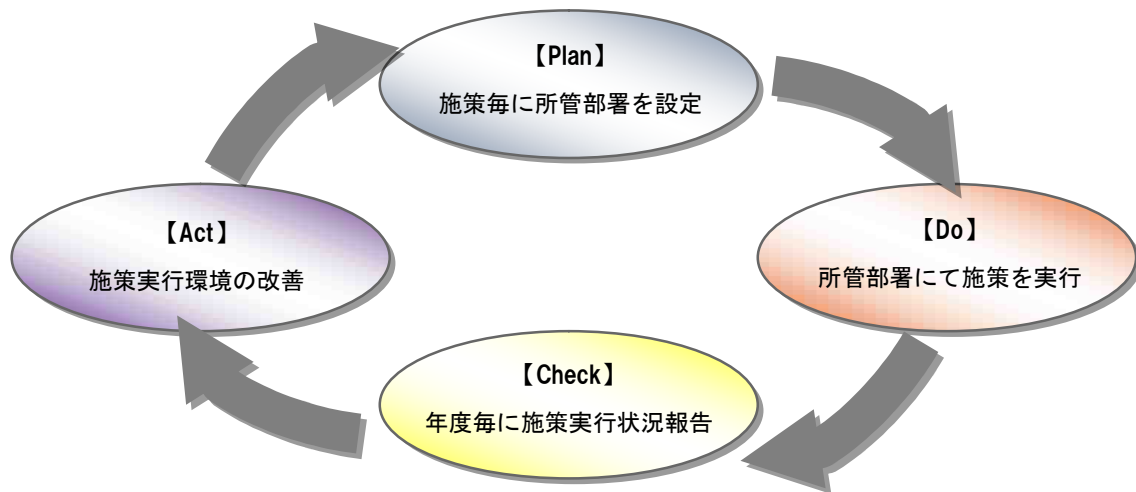 【Plan】
施策毎に所管部署を設定
【Act】
施策実行環境の改善
【Do】
所管部署にて施策を実行
【Check】
年度毎に施策実行状況報告